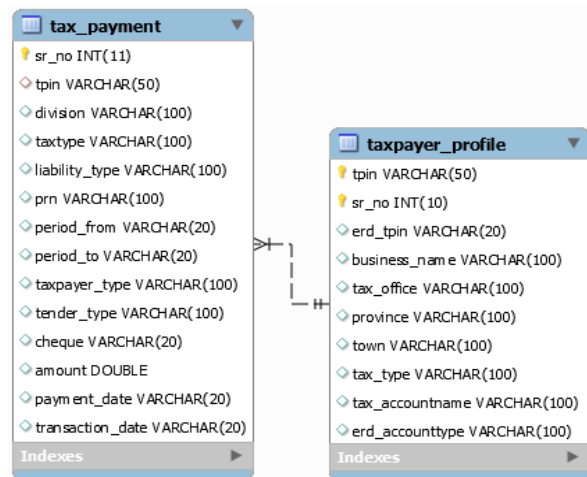 tax_payment
sr_no INT(11)
tpin VARCHAR(50)
division VARCHAR(100)
taxtype VARCHAR(100)
liability_type VARCHAR(100)
prn VARCHAR(100)
period_from VARCHAR(20)
period_to VARCHAR(20)
taxpayer_type VARCHAR(100)
tender_type VARCHAR(100)
cheque VARCHAR(20)
amount DOUBLE
payment_date VARCHAR(20)
transaction_date VARCHAR(20)
Indexes
taxpayer_profile
tpin VARCHAR(50)
sr_no INT(10)
erd_tpin VARCHAR(20)
business_name VARCHAR(100)
tax_office VARCHAR(100)
province VARCHAR(100)
town VARCHAR(100)
tax_type VARCHAR(100)
tax_accountname VARCHAR(100)
erd_accounttype VARCHAR(100)
Indexes